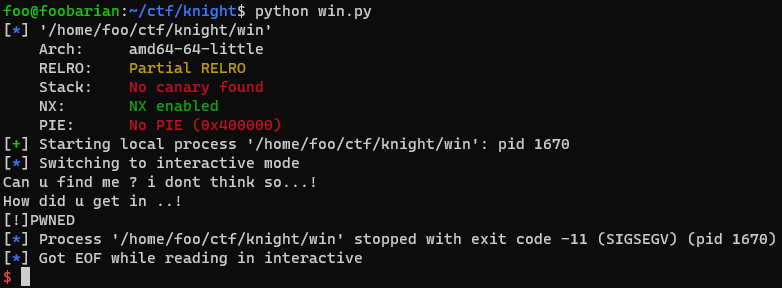 foo@foobarian:~/ctf/knight$ python win.py
[*] '/home/foo/ctf/knight/win'
    Arch:     amd64-64-little
    RELRO:    Partial RELRO
    Stack:    No canary found
    NX:       NX enabled
    PIE:      No PIE (0x400000)
[+] Starting local process '/home/foo/ctf/knight/win': pid 1670
[*] Switching to interactive mode
Can u find me ? i dont think so...!
How did u get in ..!
[!]PWNED
[*] Process '/home/foo/ctf/knight/win' stopped with exit code -11 (SIGSEGV) (pid 1670)
[*] Got EOF while reading in interactive
$